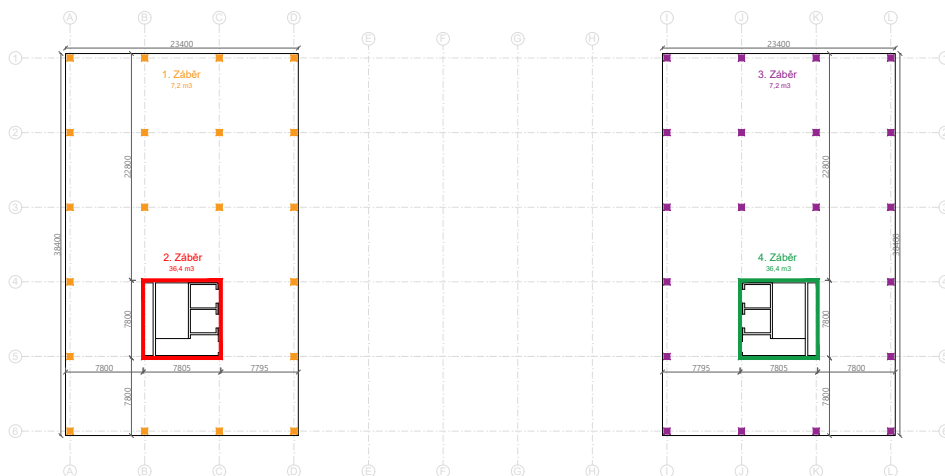 A B C D I J K L
E F G H
23400 23400
1 1
1. Záběr 3. Záběr
7,2 m3 7,2 m3
2 2
22800 22800
3 3
38400 38400
2. Záběr 4. Záběr
36,4 m3 36,4 m3
4 4
7800 7800
5 5
7800 7805 7795 7795 7805 7800
7800 7800
6 6
A B C D E F G H I J K L